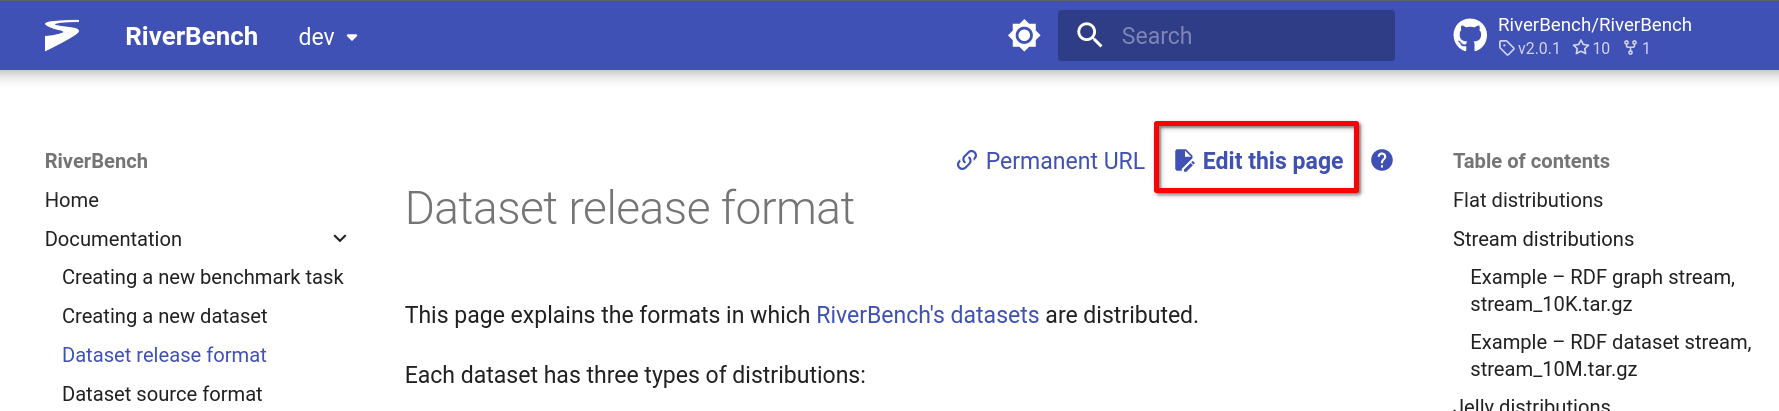 RiverBench
dev
Search
RiverBench/RiverBench
v2.0.1 10 1
RiverBench
Home
Documentation
Creating a new benchmark task
Creating a new dataset
Dataset release format
Dataset source format
Permanent URL
Edit this page
?
Dataset release format
This page explains the formats in which RiverBench's datasets are distributed.
Each dataset has three types of distributions:
Table of contents
Flat distributions
Stream distributions
Example – RDF graph stream,
stream_10K.tar.gz
Example – RDF dataset stream,
stream_10M.tar.gz
Jelly distributions